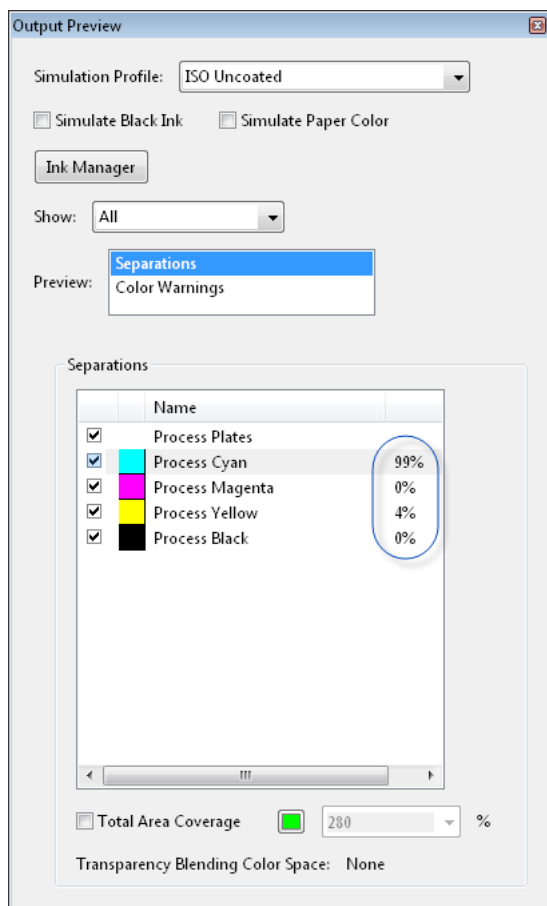 Output Preview
Simulation Profile: ISO Uncoated
Simulate Black Ink Simulate Paper Color
Ink Manager
Show: All
Preview: Separations
Color Warnings
Separations
Name
Process Plates
Process Cyan 99%
Process Magenta 0%
Process Yellow 4%
Process Black 0%
Total Area Coverage 280 %
Transparency Blending Color Space: None